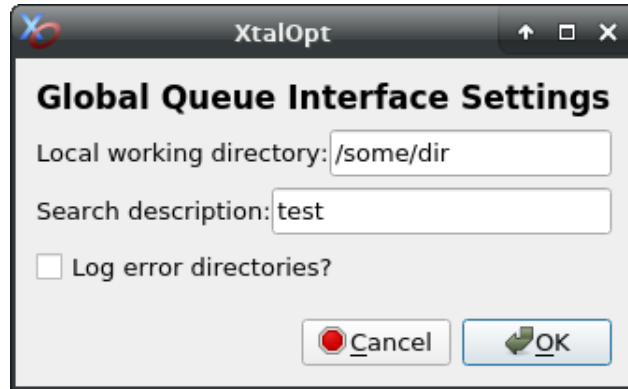 XtalOpt
Global Queue Interface Settings
Local working directory: /some/dir
Search description: test
Log error directories?
Cancel OK